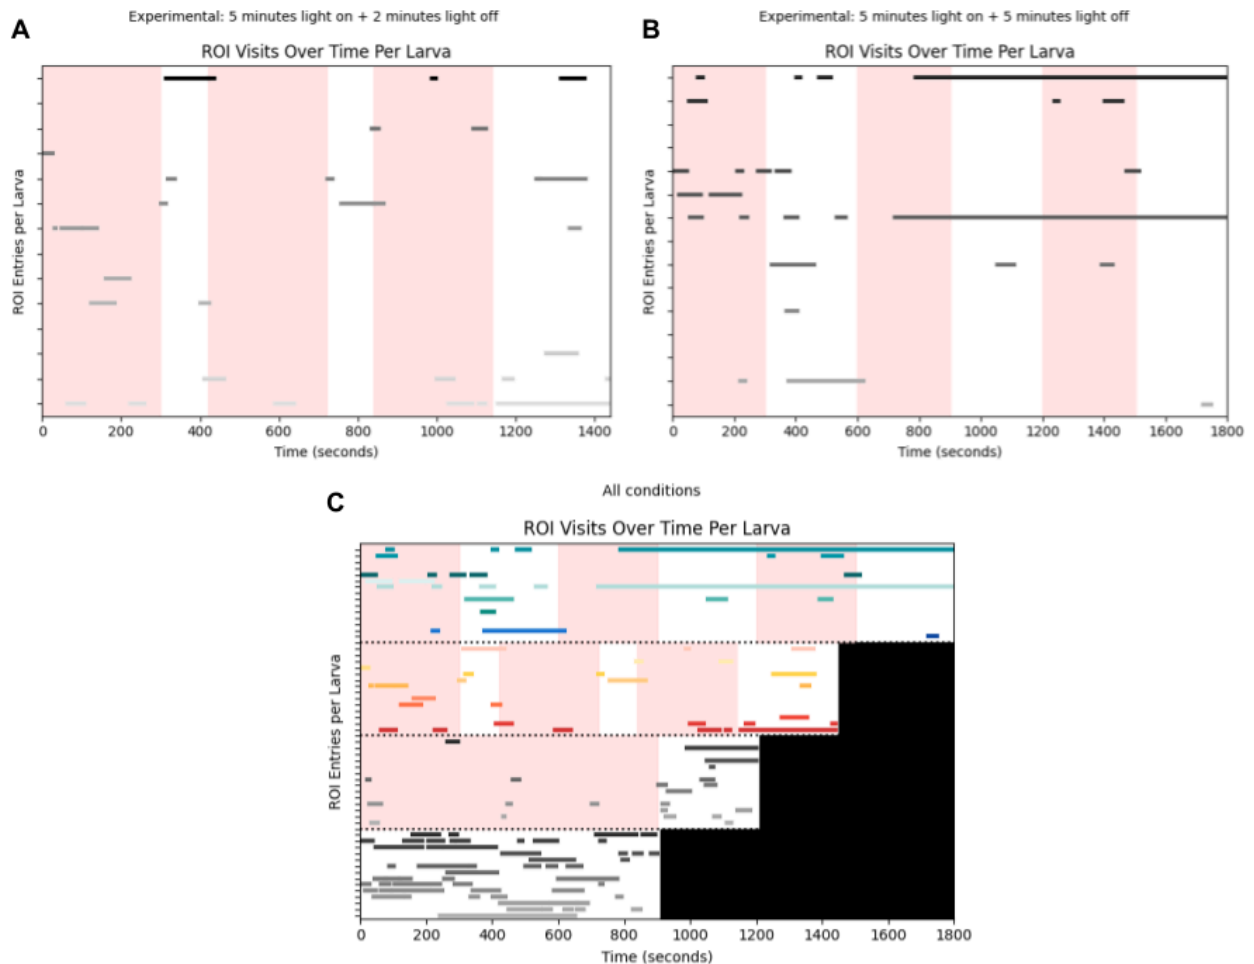 Experimental: 5 minutes light on + 2 minutes light off
A
ROI Visits Over Time Per Larva
ROI Entries per Larva
0 200 400 600 800 1000 1200 1400
Time (seconds)
Experimental: 5 minutes light on + 5 minutes light off
B
ROI Visits Over Time Per Larva
ROI Entries per Larva
0 200 400 600 800 1000 1200 1400 1600 1800
Time (seconds)
All conditions
C
ROI Visits Over Time Per Larva
ROI Entries per Larva
0 200 400 600 800 1000 1200 1400 1600 1800
Time (seconds)